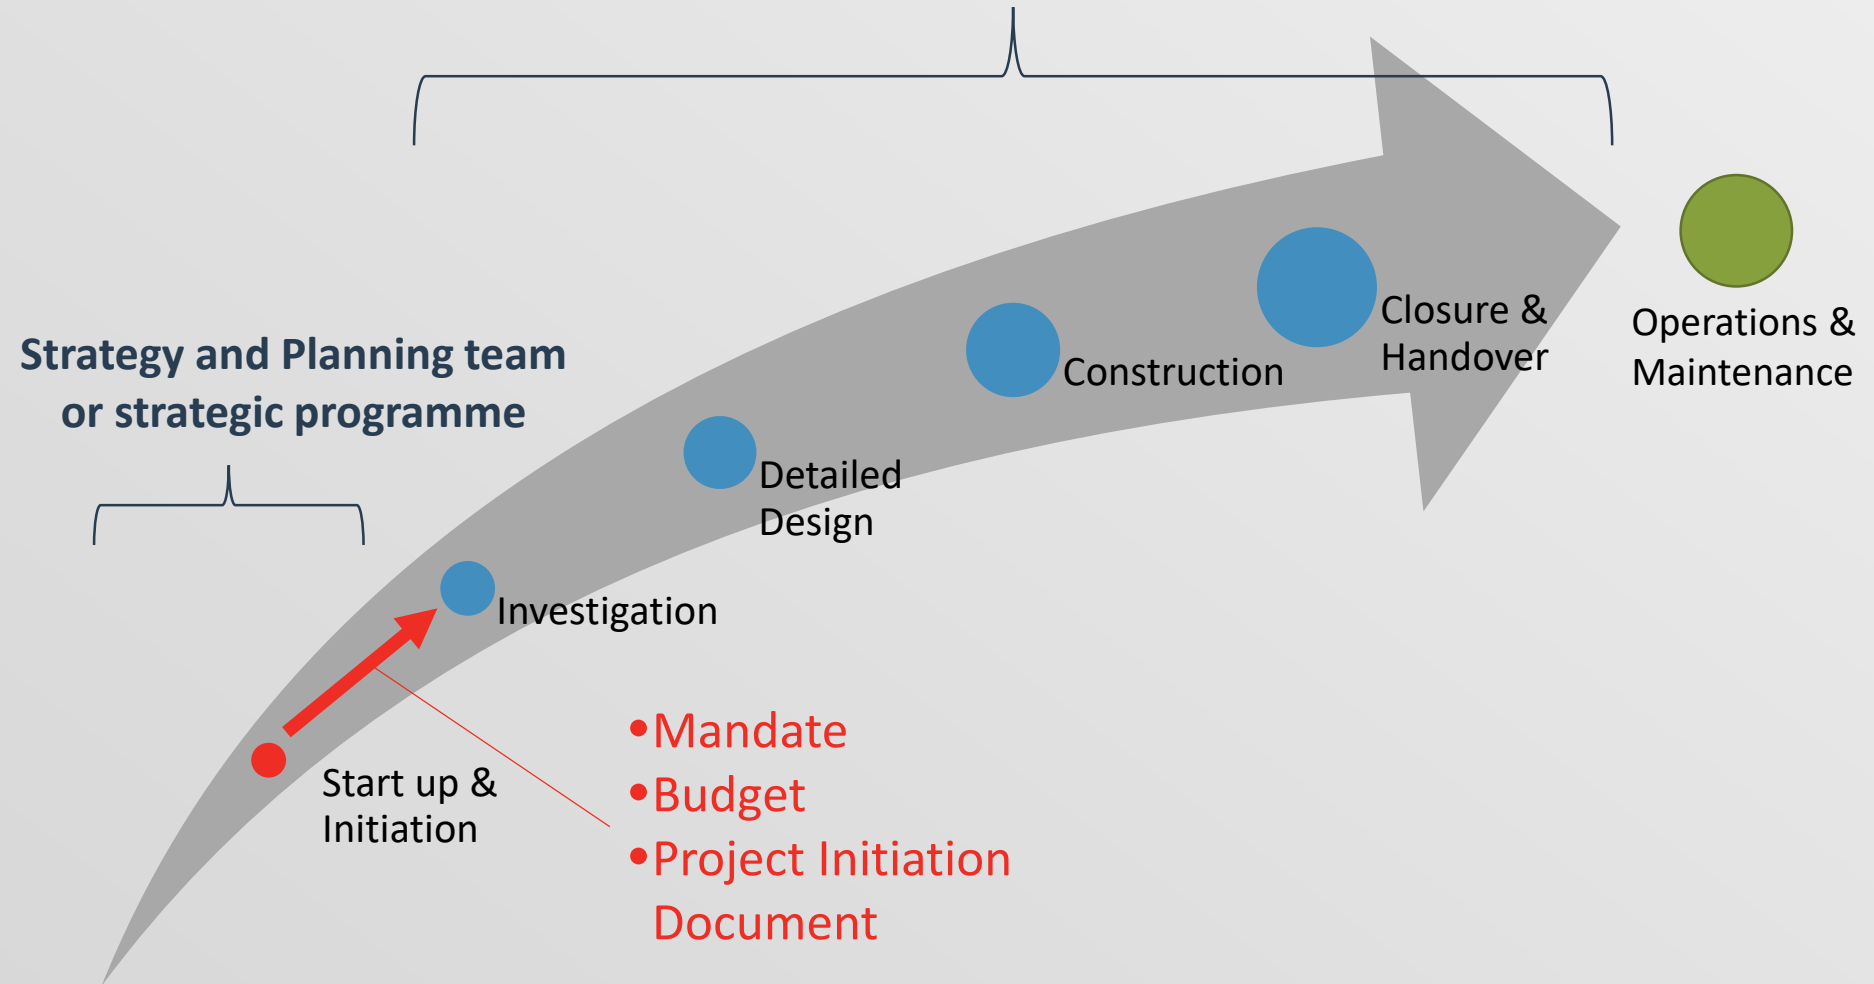 Strategy and Planning team
or strategic programme
Start up &
Initiation
Investigation
Detailed
Design
Construction
Closure &
Handover
Operations &
Maintenance
•Mandate
•Budget
•Project Initiation
Document